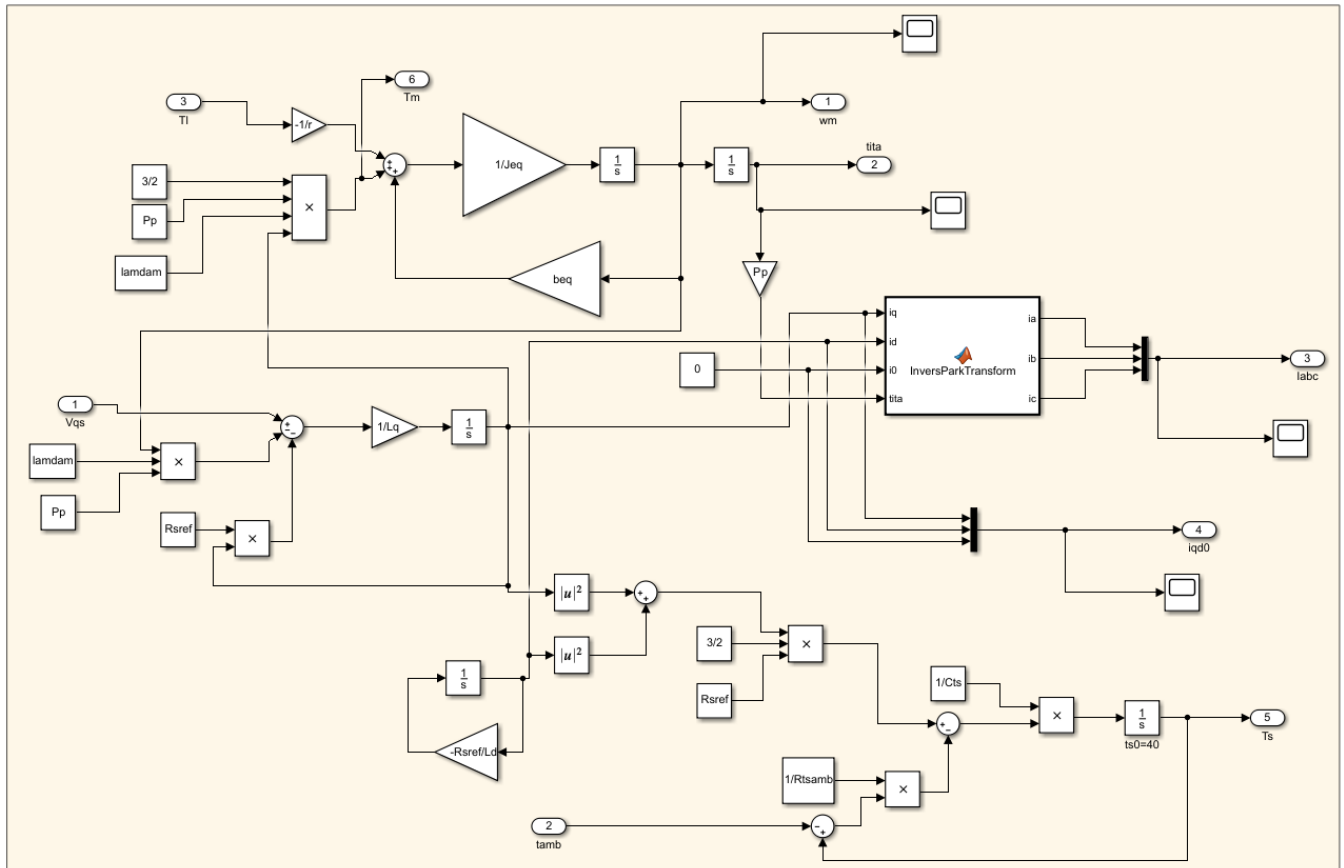 6
Tm
3
Tl
-1/r
1
wm
3/2
Pp
lamdam
×
1/Jeq
1
s
1
s
tita
2
beq
Pp
iq
id
i0
tita
ia
ib
ic
InversParkTransform
0
3
Iabc
1
Vqs
lamdam
Pp
×
1/Lq
1
s
Rsref
×
4
iqd0
|u|²
|u|²
3/2
Rsref
×
1
s
-Rsref/Ld
1/Cts
×
1
s
ts0=40
5
Ts
1/Rtsamb
×
2
tamb